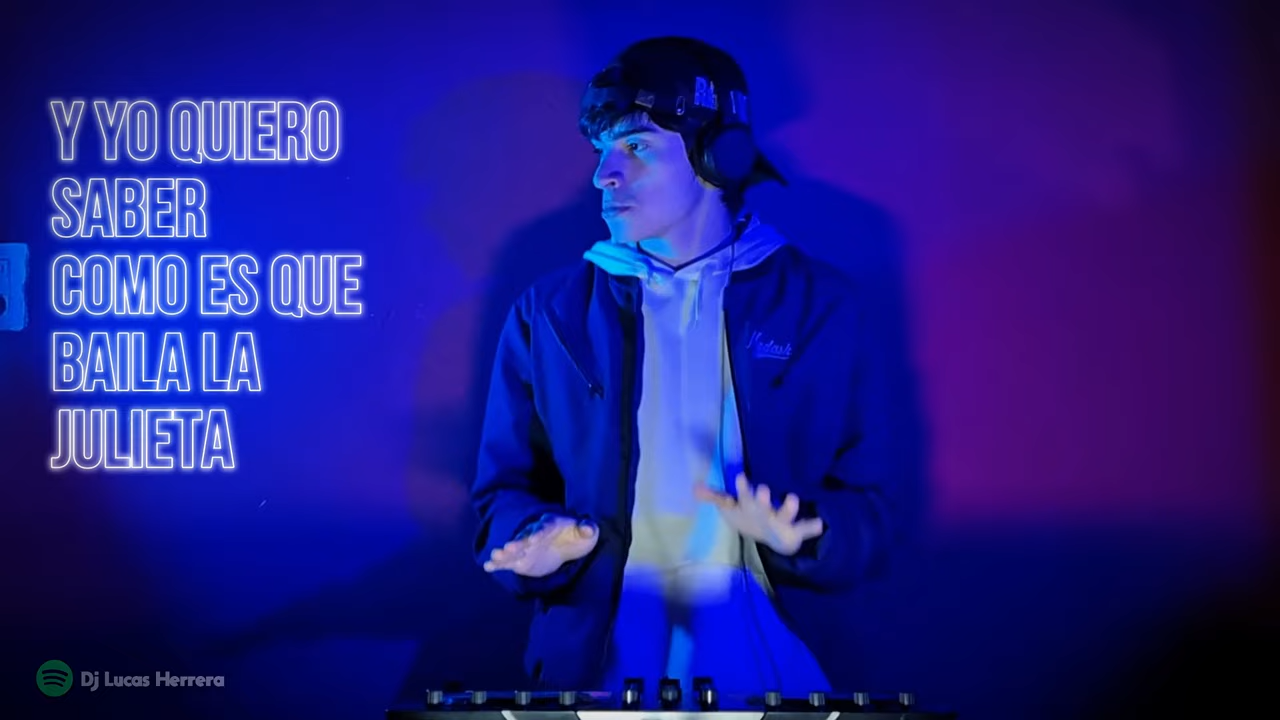 Y YO QUIERO
SABER
COMO ES QUE
BAILA LA
JULIETA
Dj Lucas Herrera